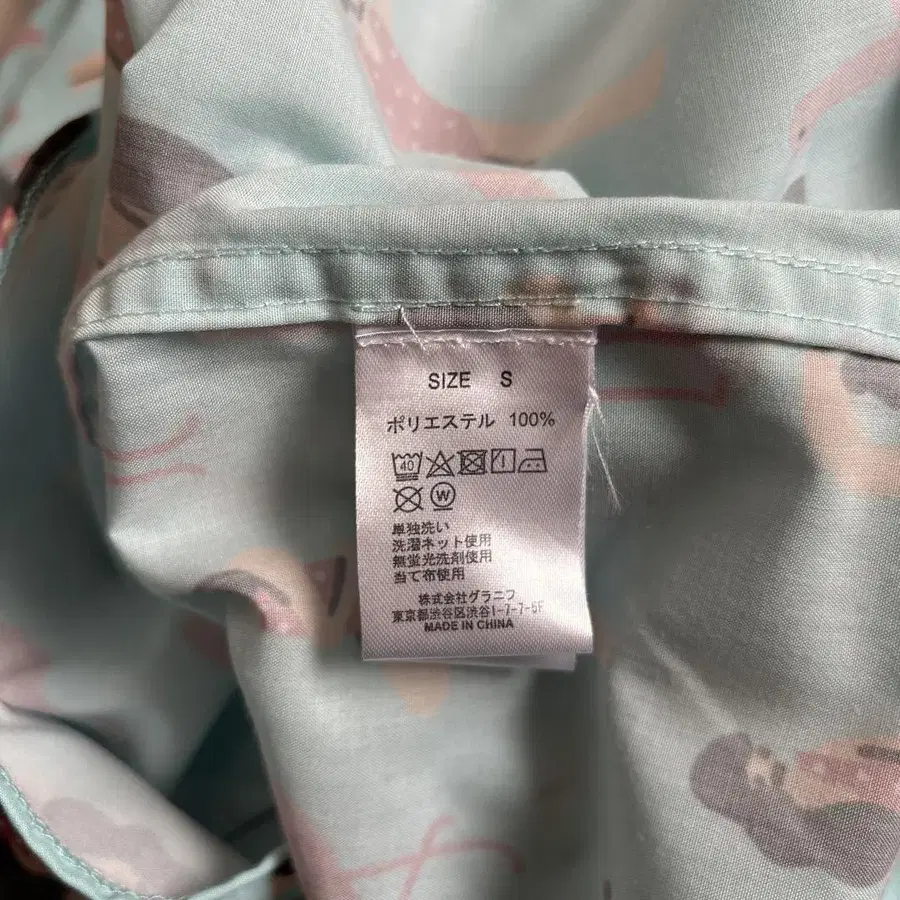 SIZE S
ポリエステル 100%
40
W
単独洗い
洗濯ネット使用
無蛍光洗剤使用
当て布使用
株式会社グラニフ
東京都渋谷区渋谷1-7-7-5F
MADE IN CHINA